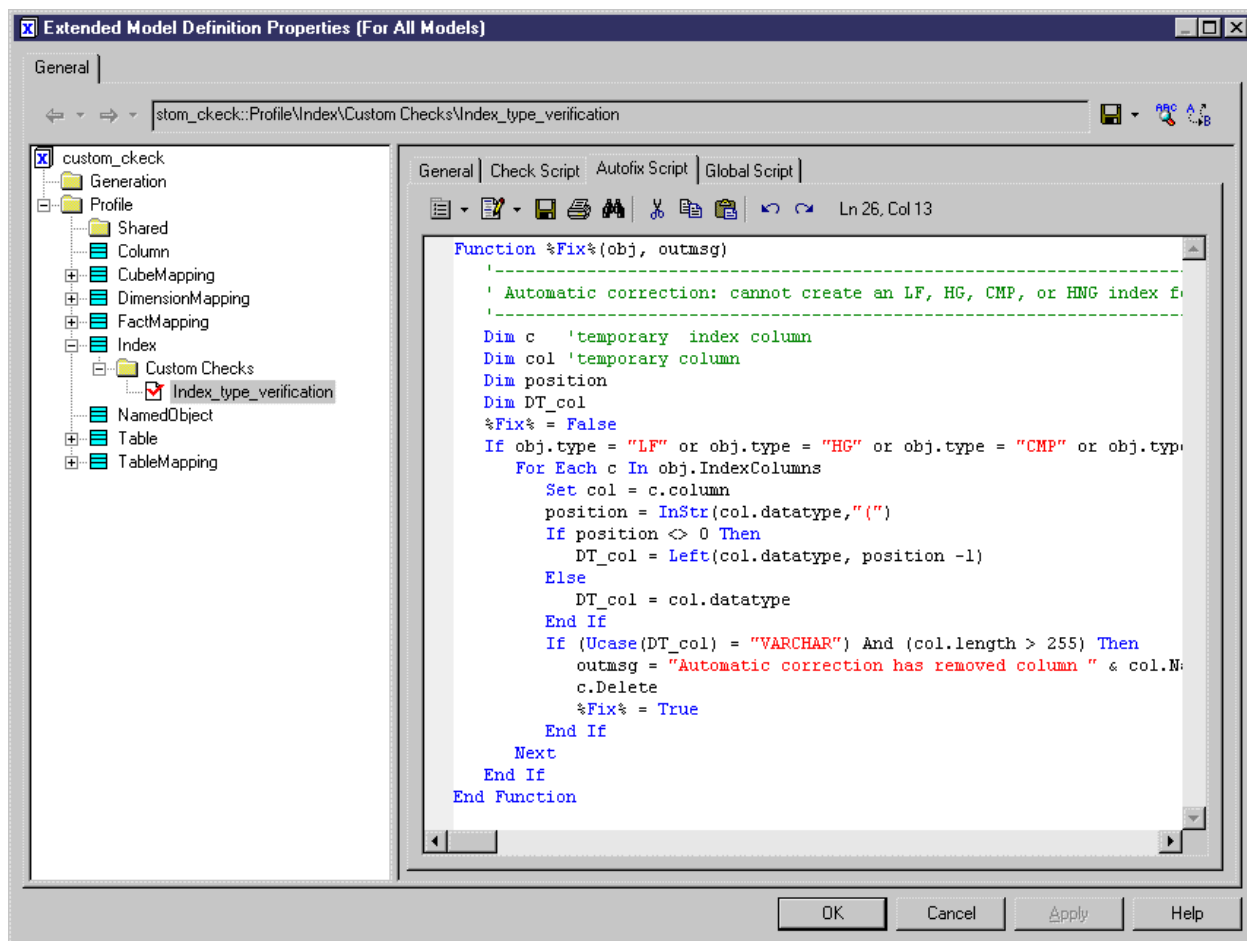 Extended Model Definition Properties (For All Models)
General
stom_ckeck::Profile\Index\Custom Checks\Index_type_verification
custom_ckeck
Generation
Profile
Shared
Column
CubeMapping
DimensionMapping
FactMapping
Index
Custom Checks
Index_type_verification
NamedObject
Table
TableMapping
General Check Script Autofix Script Global Script
Ln 26, Col 13
Function %Fix%(obj, outmsg)
'-------------------------------------------------------------------
' Automatic correction: cannot create an LF, HG, CMP, or HNG index f
'-------------------------------------------------------------------
Dim c 'temporary index column
Dim col 'temporary column
Dim position
Dim DT_col
%Fix% = False
If obj.type = "LF" or obj.type = "HG" or obj.type = "CMP" or obj.typ
For Each c In obj.IndexColumns
Set col = c.column
position = InStr(col.datatype,"(")
If position <> 0 Then
DT_col = Left(col.datatype, position -1)
Else
DT_col = col.datatype
End If
If (Ucase(DT_col) = "VARCHAR") And (col.length > 255) Then
outmsg = "Automatic correction has removed column " & col.N
c.Delete
%Fix% = True
End If
Next
End If
End Function
OK Cancel Apply Help